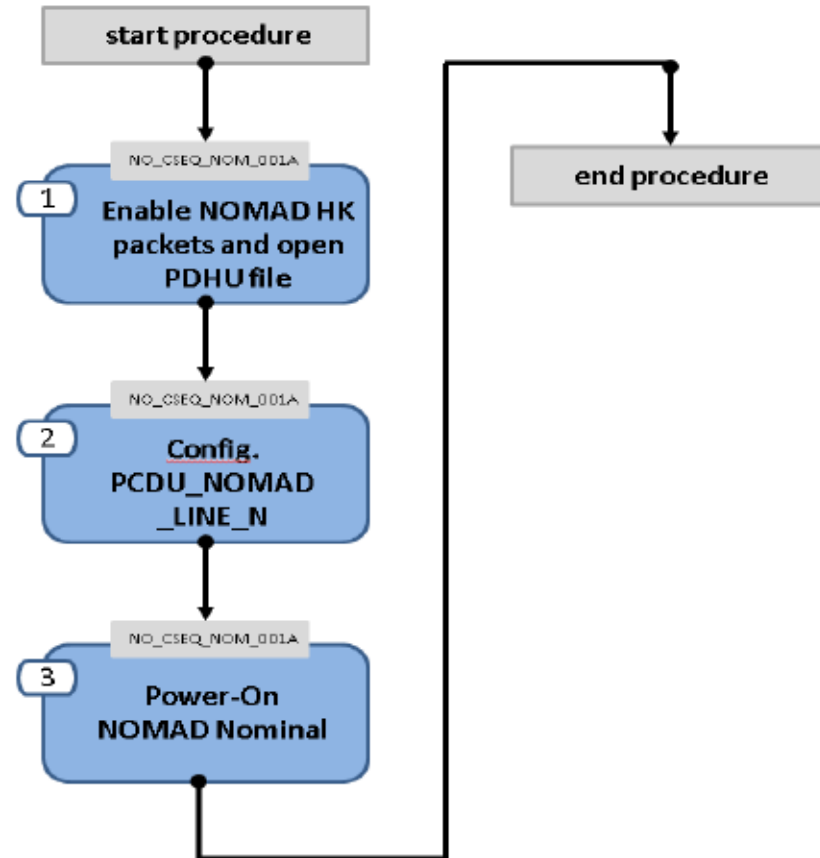 start procedure
NO_CSEQ_NOM_001A
1
Enable NOMAD HK
packets and open
PDHU file
NO_CSEQ_NOM_001A
2
Config.
PCDU_NOMAD
_LINE_N
NO_CSEQ_NOM_001A
3
Power-On
NOMAD Nominal
end procedure